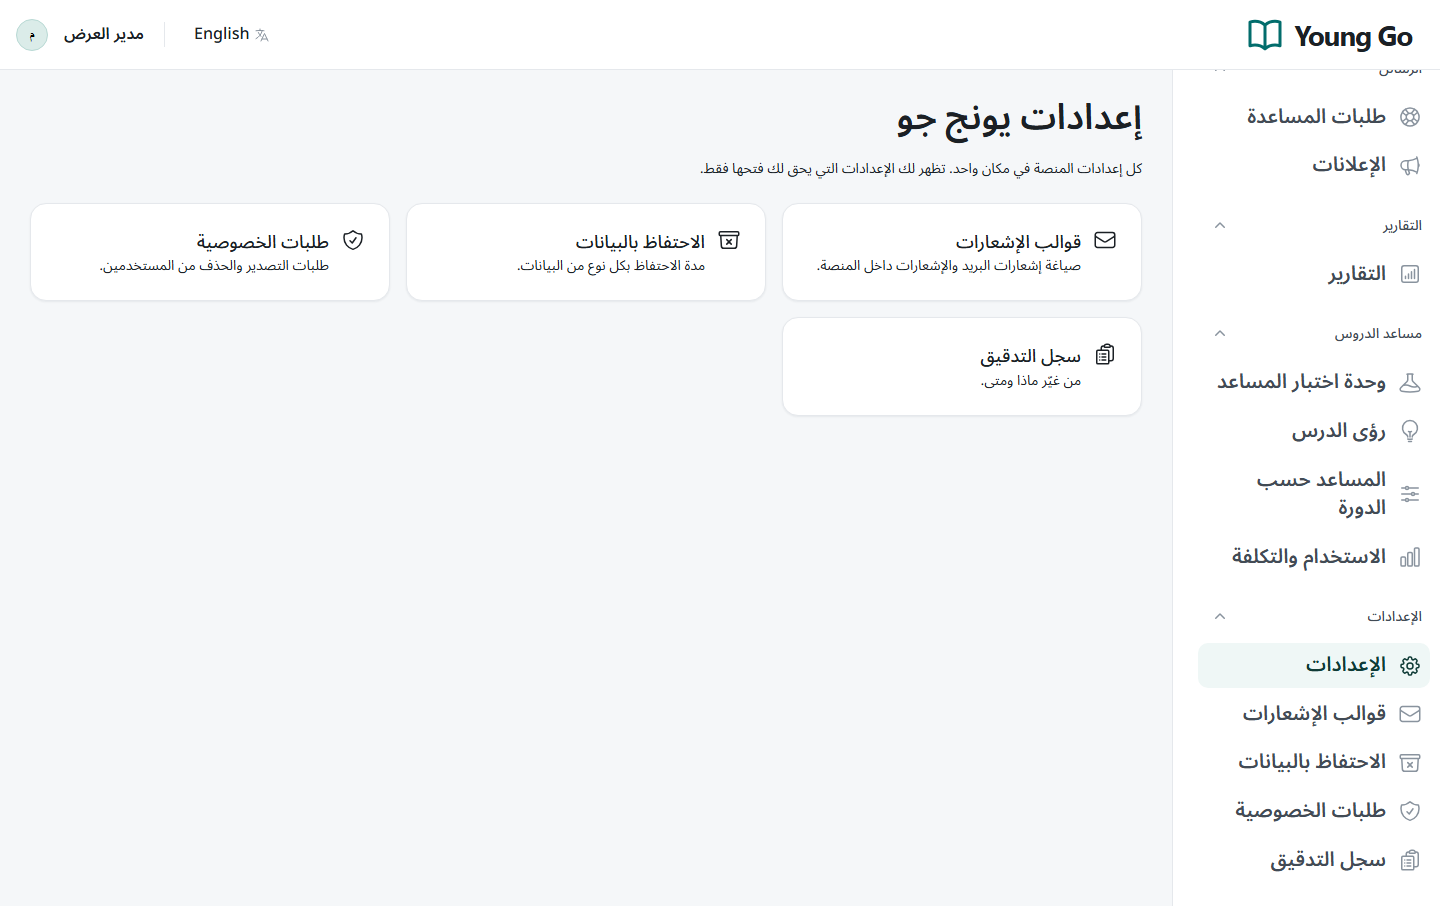 Young Go
English
مدير العرض
م
الرسائل
طلبات المساعدة
الإعلانات
التقارير
التقارير
مساعد الدروس
وحدة اختبار المساعد
رؤى الدرس
المساعد حسب
الدورة
الاستخدام والتكلفة
الإعدادات
الإعدادات
قوالب الإشعارات
الاحتفاظ بالبيانات
طلبات الخصوصية
سجل التدقيق
إعدادات يونج جو
كل إعدادات المنصة في مكان واحد. تظهر لك الإعدادات التي يحق لك فتحها فقط.
قوالب الإشعارات
صياغة إشعارات البريد والإشعارات داخل المنصة.
الاحتفاظ بالبيانات
مدة الاحتفاظ بكل نوع من البيانات.
طلبات الخصوصية
طلبات التصدير والحذف من المستخدمين.
سجل التدقيق
من غيّر ماذا ومتى.